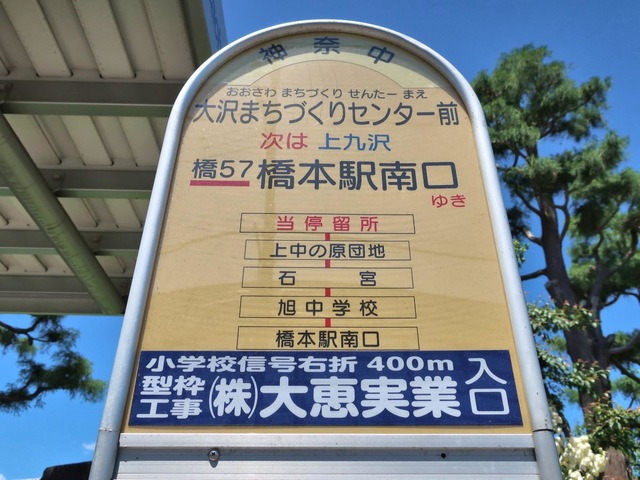 神奈中
おおさわ まちづくり せんたー まえ
大沢まちづくりセンター前
次は 上九沢
橋57 橋本駅南口
ゆき
当停留所
上中の原団地
石宮
旭中学校
橋本駅南口
小学校信号右折 400m
型枠工事 (株)大恵実業
入口